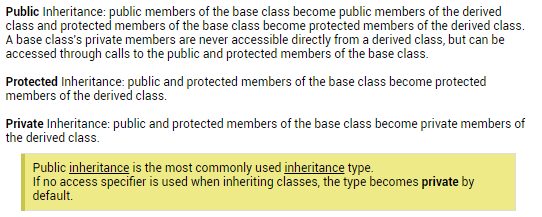 Public Inheritance: public members of the base class become public members of the derived
class and protected members of the base class become protected members of the derived class.
A base class's private members are never accessible directly from a derived class, but can be
accessed through calls to the public and protected members of the base class.
Protected Inheritance: public and protected members of the base class become protected
members of the derived class.
Private Inheritance: public and protected members of the base class become private members of
the derived class.
Public inheritance is the most commonly used inheritance type.
If no access specifier is used when inheriting classes, the type becomes private by
default.